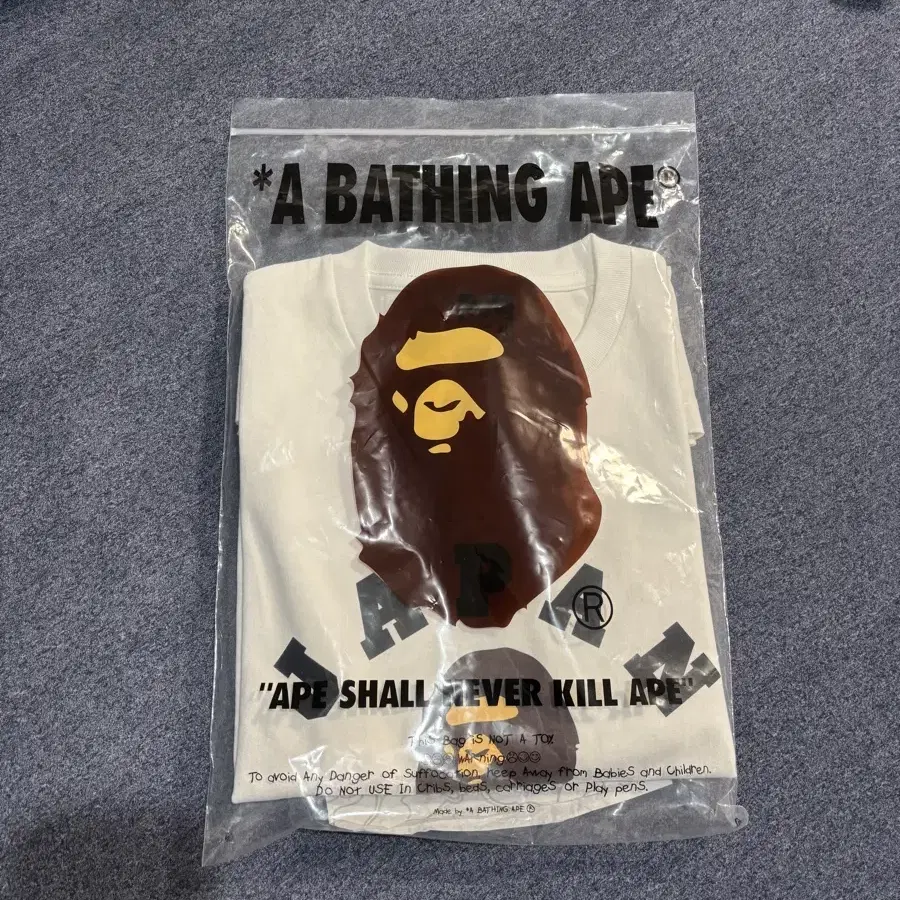 *A BATHING APE®
JAPAN
®
"APE SHALL NEVER KILL APE"
This Bag is NOT A TOY.
Warning
To avoid Any Danger of Suffocation, keep Away from Babies and Children.
Do Not USE In Cribs, beds, carriages or Play pens.
Made by *A BATHING APE ®